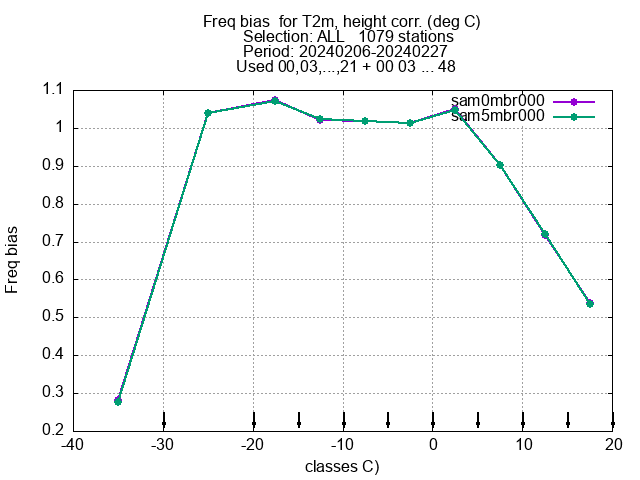 Freq bias  for T2m, height corr. (deg C)
Selection: ALL   1079 stations
Period: 20240206-20240227
Used 00,03,...,21 + 00 03 ... 48
sam0mbr000
sam5mbr000
1.1
1
0.9
0.8
0.7
0.6
0.5
0.4
0.3
0.2
Freq bias
-40 -30 -20 -10 0 10 20
classes C)